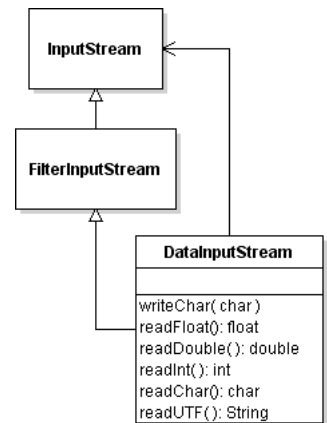 InputStream
FilterInputStream
DataInputStream
writeChar( char )
readFloat(): float
readDouble( ): double
readInt( ): int
readChar(): char
readUTF( ): String